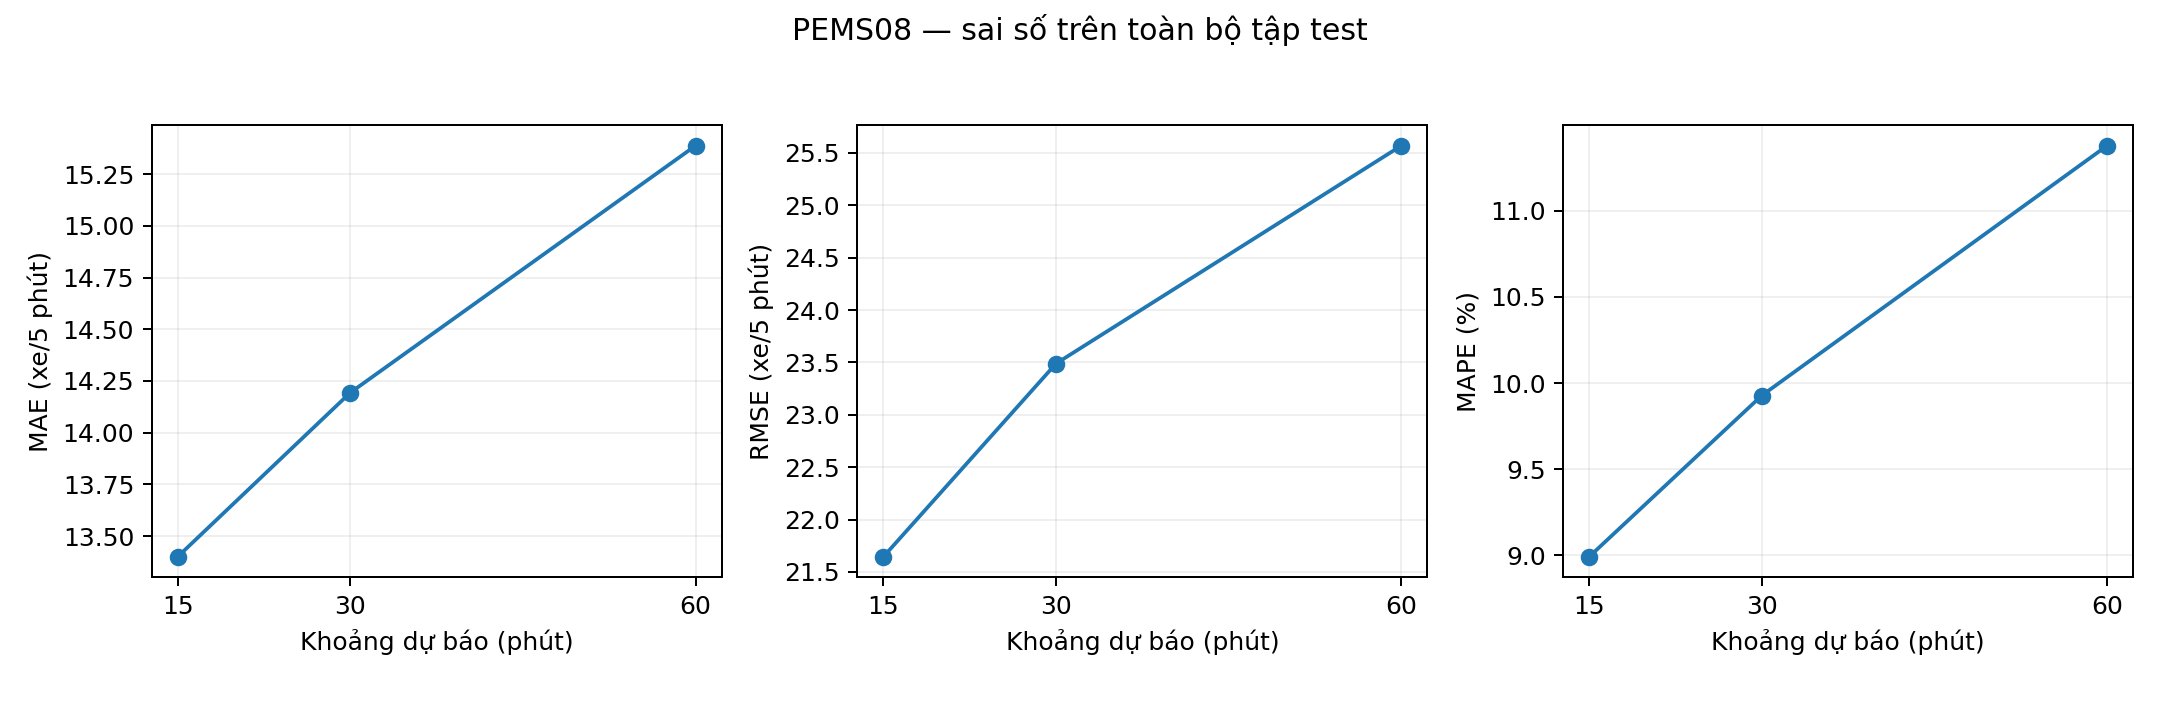 PEMS08 — sai số trên toàn bộ tập test
MAE (xe/5 phút)
15.25
15.00
14.75
14.50
14.25
14.00
13.75
13.50
15 30 60
Khoảng dự báo (phút)
RMSE (xe/5 phút)
25.5
25.0
24.5
24.0
23.5
23.0
22.5
22.0
21.5
15 30 60
Khoảng dự báo (phút)
MAPE (%)
11.0
10.5
10.0
9.5
9.0
15 30 60
Khoảng dự báo (phút)